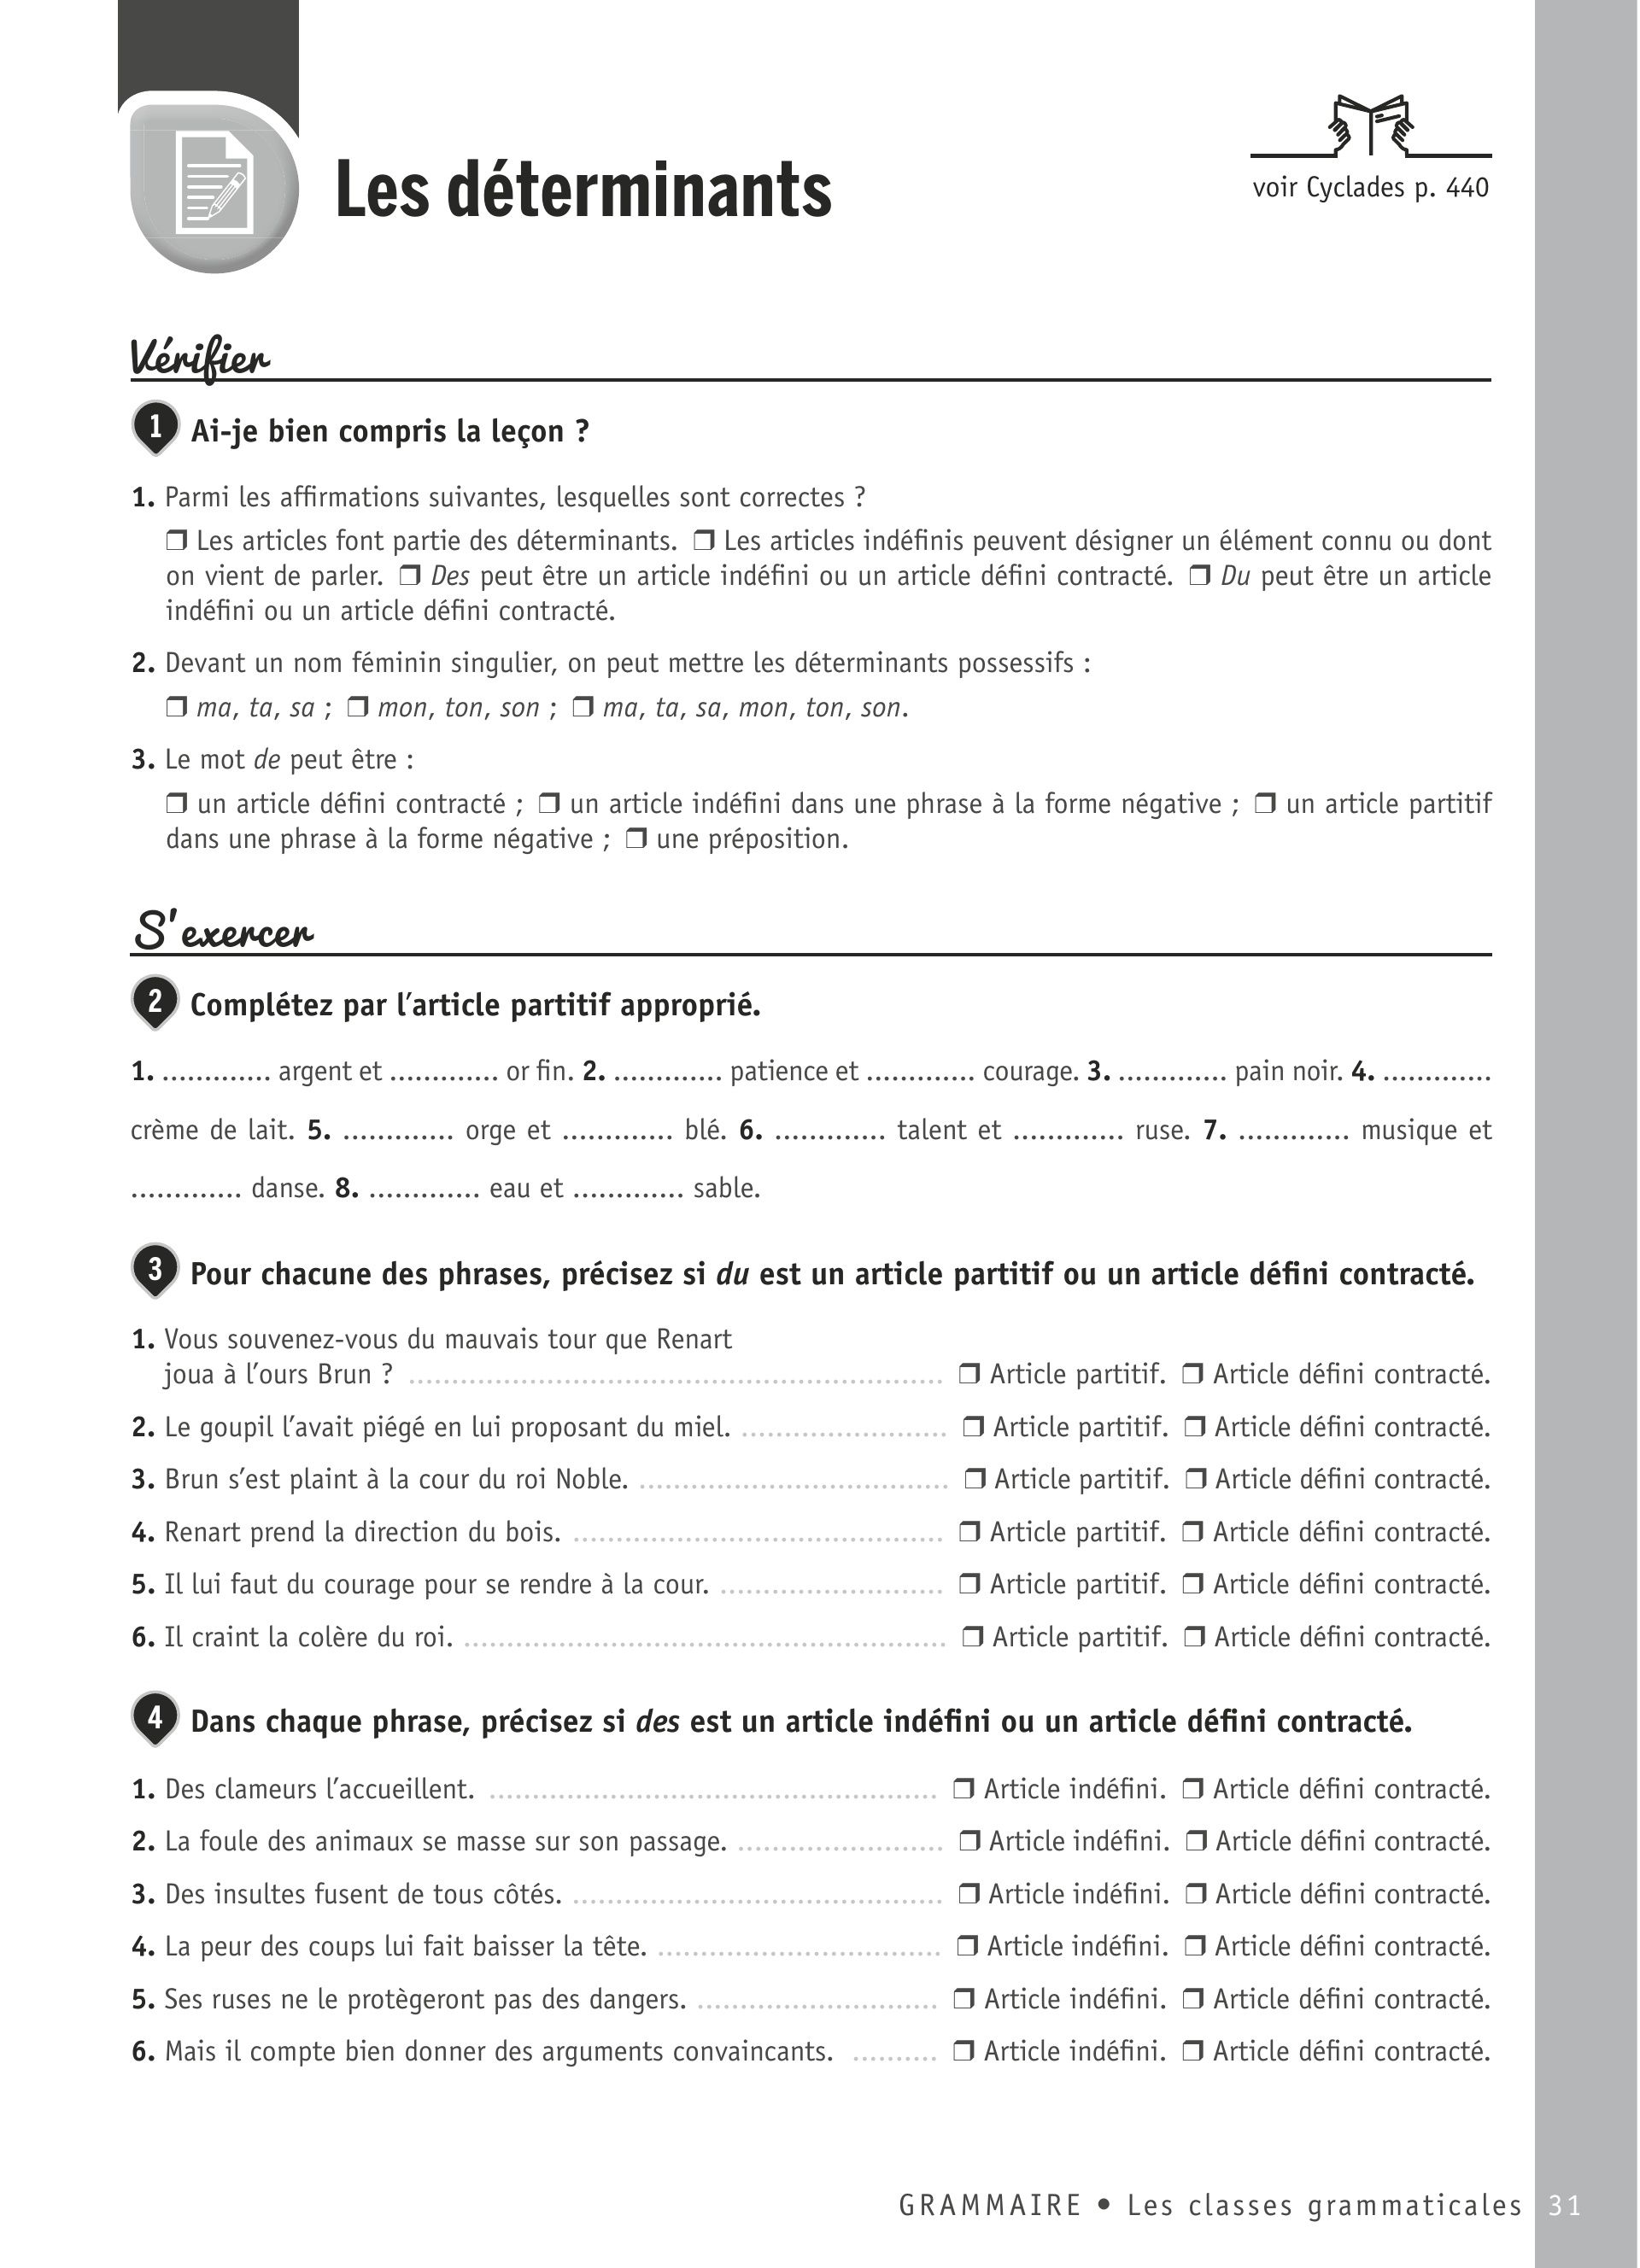 Les déterminants
voir Cyclades p. 440
Vérifier
1 Ai-je bien compris la leçon ?
1. Parmi les affirmations suivantes, lesquelles sont correctes ?
❒ Les articles font partie des déterminants. ❒ Les articles indéfinis peuvent désigner un élément connu ou dont
on vient de parler. ❒ Des peut être un article indéfini ou un article défini contracté. ❒ Du peut être un article
indéfini ou un article défini contracté.
2. Devant un nom féminin singulier, on peut mettre les déterminants possessifs :
❒ ma, ta, sa ; ❒ mon, ton, son ; ❒ ma, ta, sa, mon, ton, son.
3. Le mot de peut être :
❒ un article défini contracté ; ❒ un article indéfini dans une phrase à la forme négative ; ❒ un article partitif
dans une phrase à la forme négative ; ❒ une préposition.
S'exercer
2 Complétez par l'article partitif approprié.
1. ............. argent et ............. or fin. 2. ............. patience et ............. courage. 3. ............. pain noir. 4. .............
crème de lait. 5. ............. orge et ............. blé. 6. ............. talent et ............. ruse. 7. ............. musique et
............. danse. 8. ............. eau et ............. sable.
3 Pour chacune des phrases, précisez si du est un article partitif ou un article défini contracté.
1. Vous souvenez-vous du mauvais tour que Renart
joua à l'ours Brun ? ............................................................. ❒ Article partitif. ❒ Article défini contracté.
2. Le goupil l'avait piégé en lui proposant du miel. ........................ ❒ Article partitif. ❒ Article défini contracté.
3. Brun s'est plaint à la cour du roi Noble. .................................... ❒ Article partitif. ❒ Article défini contracté.
4. Renart prend la direction du bois. ........................................... ❒ Article partitif. ❒ Article défini contracté.
5. Il lui faut du courage pour se rendre à la cour. .......................... ❒ Article partitif. ❒ Article défini contracté.
6. Il craint la colère du roi. ........................................................ ❒ Article partitif. ❒ Article défini contracté.
4 Dans chaque phrase, précisez si des est un article indéfini ou un article défini contracté.
1. Des clameurs l'accueillent. .................................................... ❒ Article indéfini. ❒ Article défini contracté.
2. La foule des animaux se masse sur son passage. ........................ ❒ Article indéfini. ❒ Article défini contracté.
3. Des insultes fusent de tous côtés. ........................................... ❒ Article indéfini. ❒ Article défini contracté.
4. La peur des coups lui fait baisser la tête. ................................. ❒ Article indéfini. ❒ Article défini contracté.
5. Ses ruses ne le protègeront pas des dangers. ............................ ❒ Article indéfini. ❒ Article défini contracté.
6. Mais il compte bien donner des arguments convaincants. .......... ❒ Article indéfini. ❒ Article défini contracté.
GRAMMAIRE • Les classes grammaticales 31